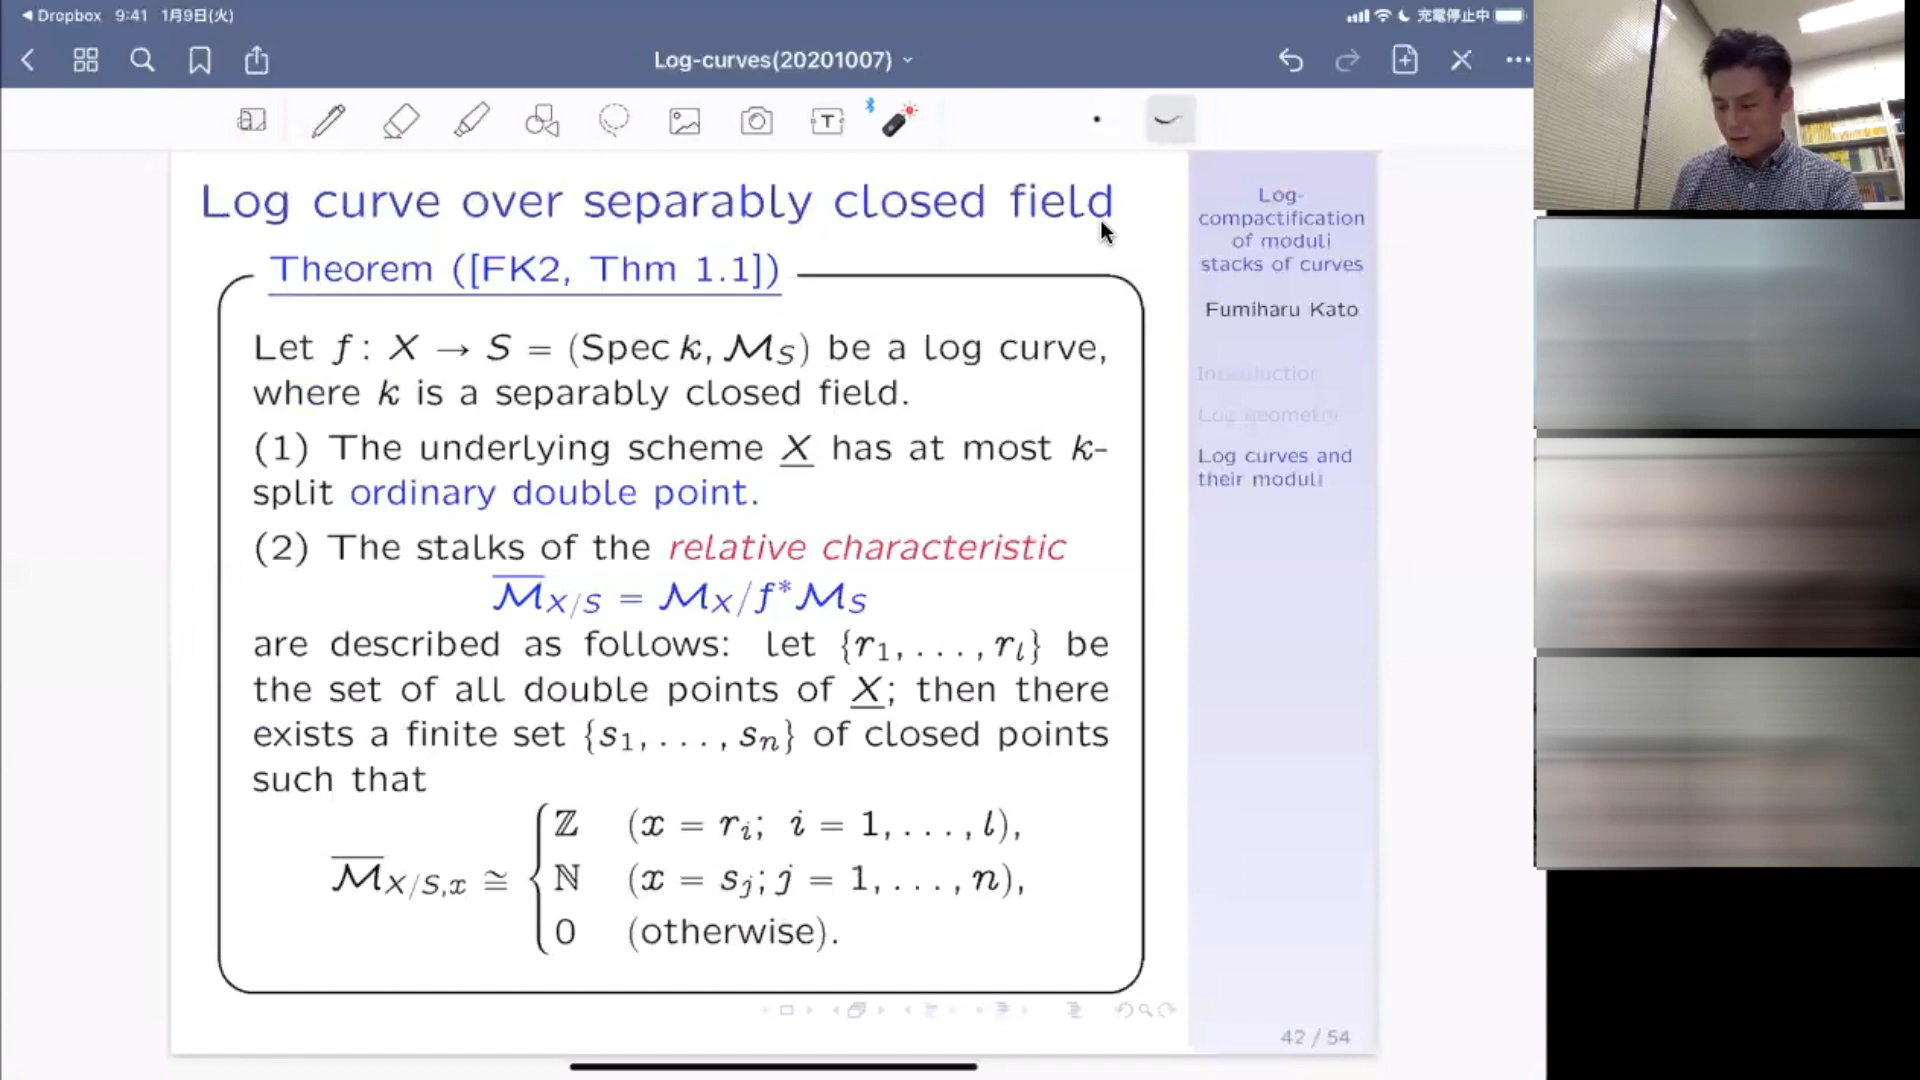 Dropbox 9:41 1月9日(火)
充電停止中
Log-curves(20201007)
Log curve over separably closed field
Theorem ([FK2, Thm 1.1])
Let f : X → S = (Spec k, ℳ_S) be a log curve,
where k is a separably closed field.
(1) The underlying scheme X has at most k-
split ordinary double point.
(2) The stalks of the relative characteristic
ℳ̅_{X/S} = ℳ_X/f*ℳ_S
are described as follows: let {r₁, . . . , r_l} be
the set of all double points of X; then there
exists a finite set {s₁, . . . , s_n} of closed points
such that
ℳ̅_{X/S,x} ≅
ℤ (x = r_i; i = 1, . . . , l),
ℕ (x = s_j; j = 1, . . . , n),
0 (otherwise).
Log-
compactification
of moduli
stacks of curves
Fumiharu Kato
Introduction
Log geometry
Log curves and
their moduli
42 / 54